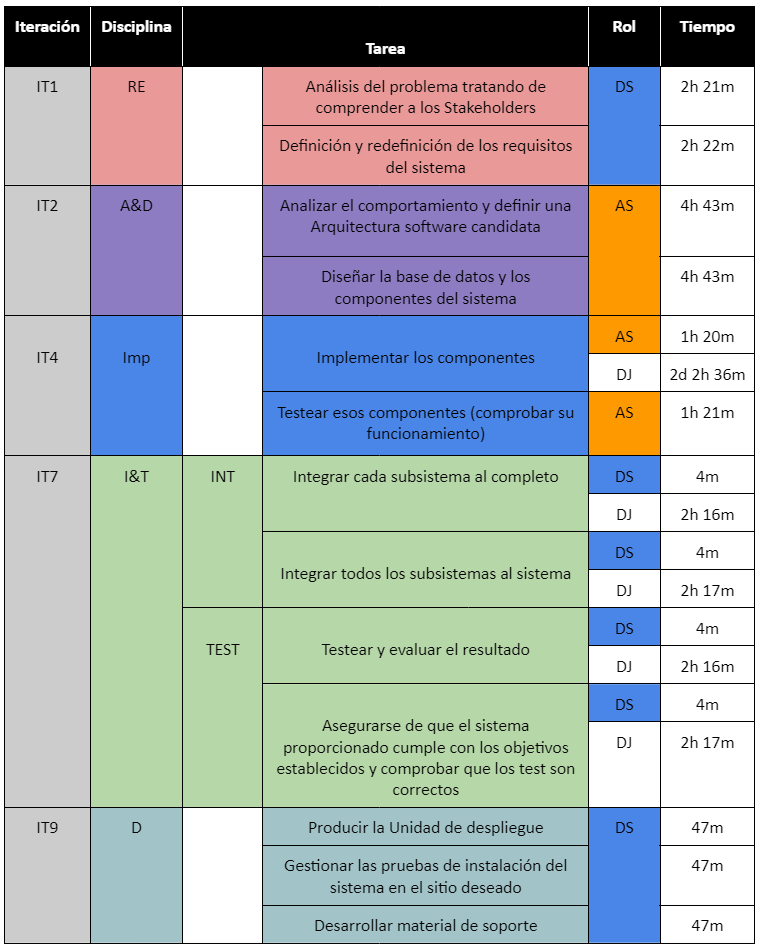 Iteración Disciplina Tarea Rol Tiempo
IT1 RE Análisis del problema tratando de DS 2h 21m
comprender a los Stakeholders
Definición y redefinición de los requisitos 2h 22m
del sistema
IT2 A&D Analizar el comportamiento y definir una AS 4h 43m
Arquitectura software candidata
Diseñar la base de datos y los 4h 43m
componentes del sistema
IT4 Imp Implementar los componentes AS 1h 20m
DJ 2d 2h 36m
Testear esos componentes (comprobar su AS 1h 21m
funcionamiento)
IT7 I&T INT Integrar cada subsistema al completo DS 4m
DJ 2h 16m
Integrar todos los subsistemas al sistema DS 4m
DJ 2h 17m
TEST Testear y evaluar el resultado DS 4m
DJ 2h 16m
DS 4m
Asegurarse de que el sistema DJ 2h 17m
proporcionado cumple con los objetivos
establecidos y comprobar que los test son
correctos
IT9 D Producir la Unidad de despliegue DS 47m
Gestionar las pruebas de instalación del 47m
sistema en el sitio deseado
Desarrollar material de soporte 47m